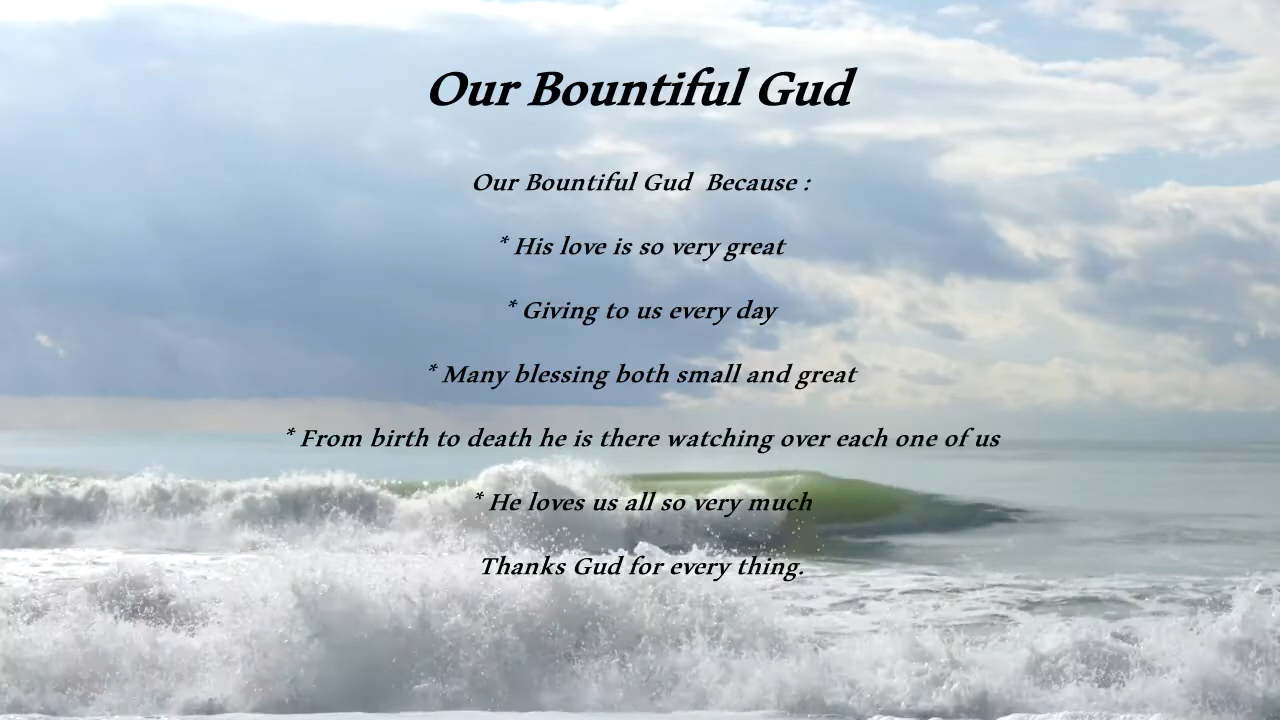 Our Bountiful Gud
Our Bountiful Gud  Because :
* His love is so very great
* Giving to us every day
* Many blessing both small and great
* From birth to death he is there watching over each one of us
* He loves us all so very much
Thanks Gud for every thing.